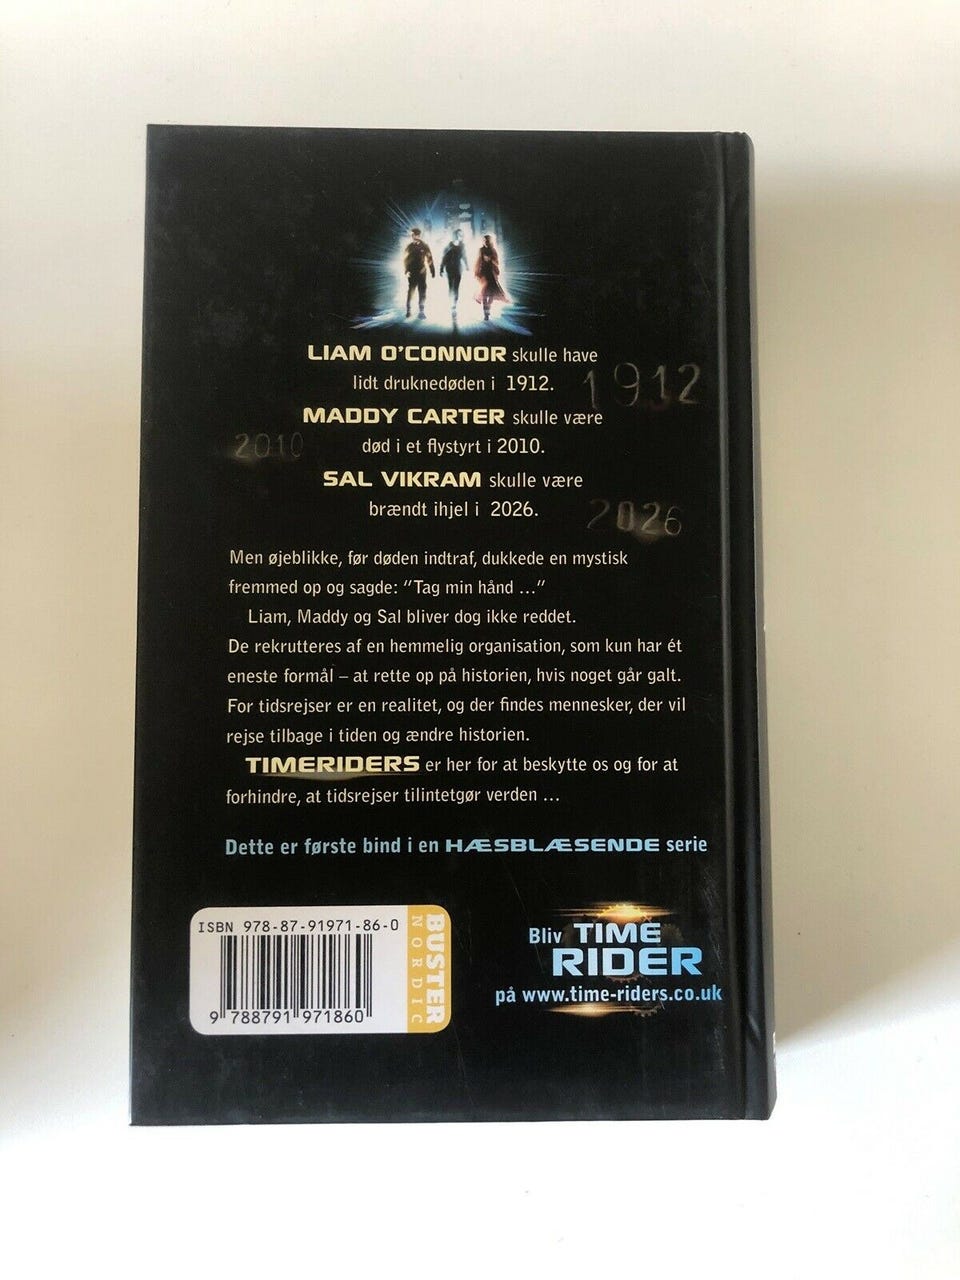 LIAM O'CONNOR skulle have
lidt druknedøden i 1912.
1912
MADDY CARTER skulle være
død i et flystyrt i 2010.
2010
SAL VIKRAM skulle være
brændt ihjel i 2026.
2026
Men øjeblikke, før døden indtraf, dukkede en mystisk
fremmed op og sagde: "Tag min hånd ..."
Liam, Maddy og Sal bliver dog ikke reddet.
De rekrutteres af en hemmelig organisation, som kun har ét
eneste formål – at rette op på historien, hvis noget går galt.
For tidsrejser er en realitet, og der findes mennesker, der vil
rejse tilbage i tiden og ændre historien.
TIMERIDERS er her for at beskytte os og for at
forhindre, at tidsrejser tilintetgør verden ...
Dette er første bind i en HÆSBLÆSENDE serie
ISBN 978-87-91971-86-0
9 788791 971860
BUSTER
NORDIC
Bliv TIME
RIDER
på www.time-riders.co.uk